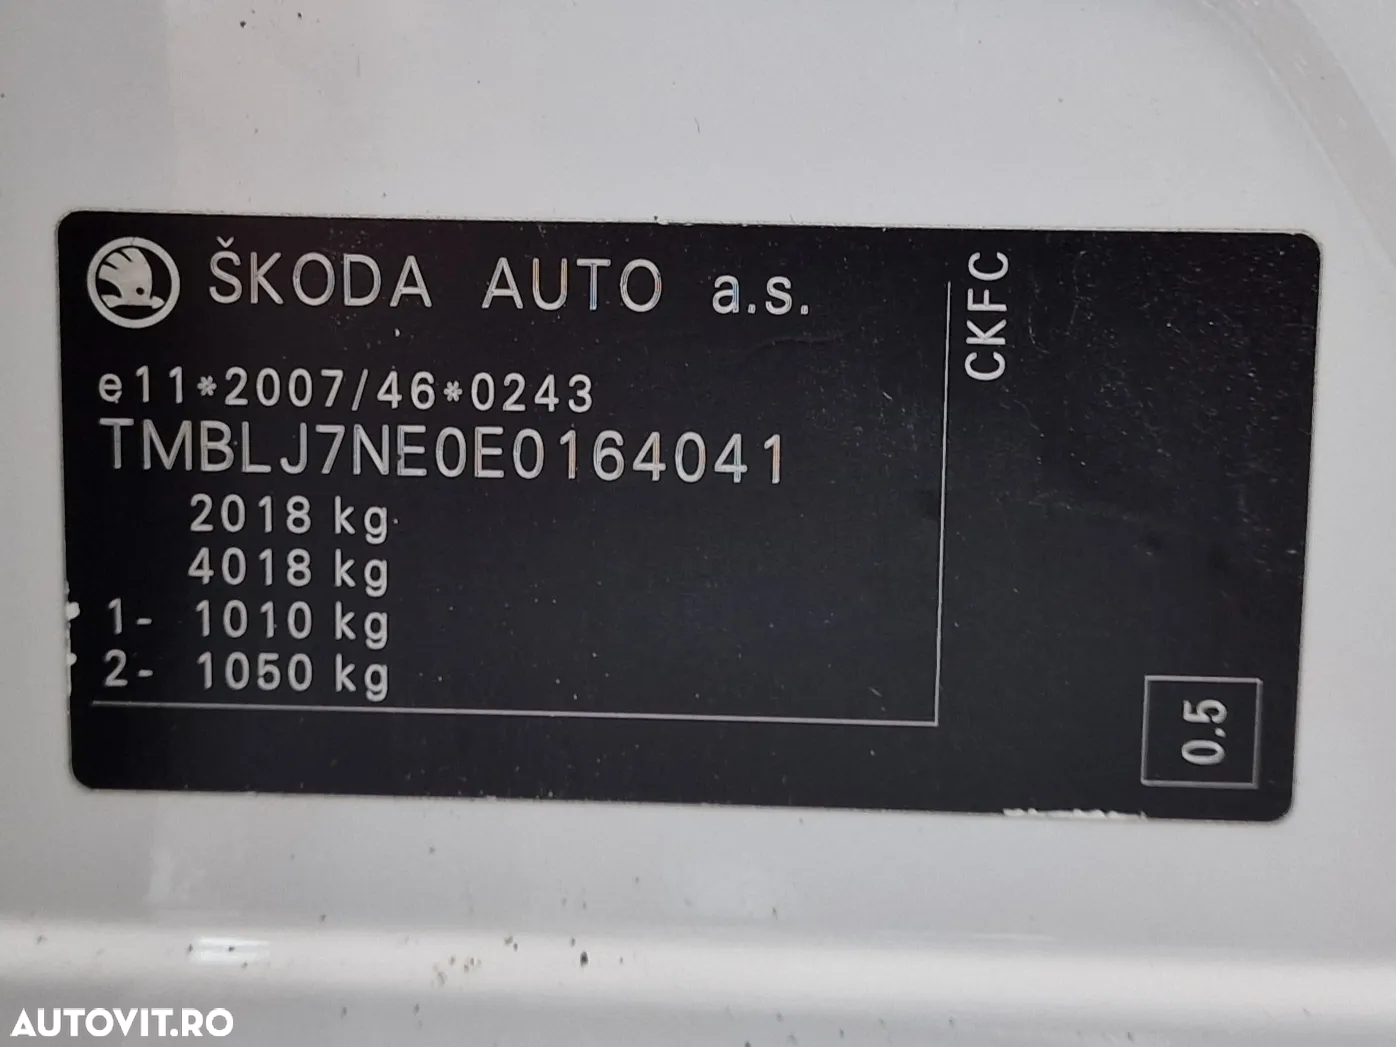 ŠKODA AUTO a.s.
e11*2007/46*0243
TMBLJ7NE0E0164041
2018 kg
4018 kg
1- 1010 kg
2- 1050 kg
CKFC
0.5
AUTOVIT.RO